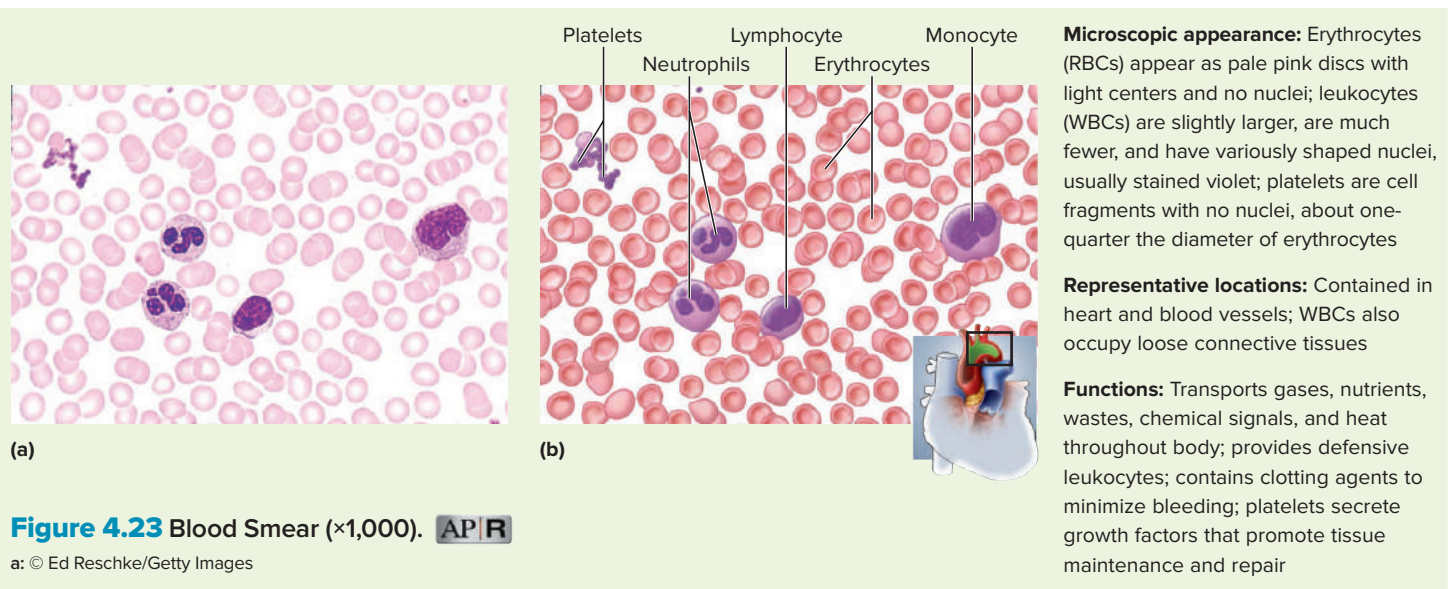 Platelets
Lymphocyte
Monocyte
Neutrophils
Erythrocytes
(a)
(b)
Figure 4.23 Blood Smear (×1,000). AP|R
a: © Ed Reschke/Getty Images
Microscopic appearance: Erythrocytes
(RBCs) appear as pale pink discs with
light centers and no nuclei; leukocytes
(WBCs) are slightly larger, are much
fewer, and have variously shaped nuclei,
usually stained violet; platelets are cell
fragments with no nuclei, about one-
quarter the diameter of erythrocytes
Representative locations: Contained in
heart and blood vessels; WBCs also
occupy loose connective tissues
Functions: Transports gases, nutrients,
wastes, chemical signals, and heat
throughout body; provides defensive
leukocytes; contains clotting agents to
minimize bleeding; platelets secrete
growth factors that promote tissue
maintenance and repair